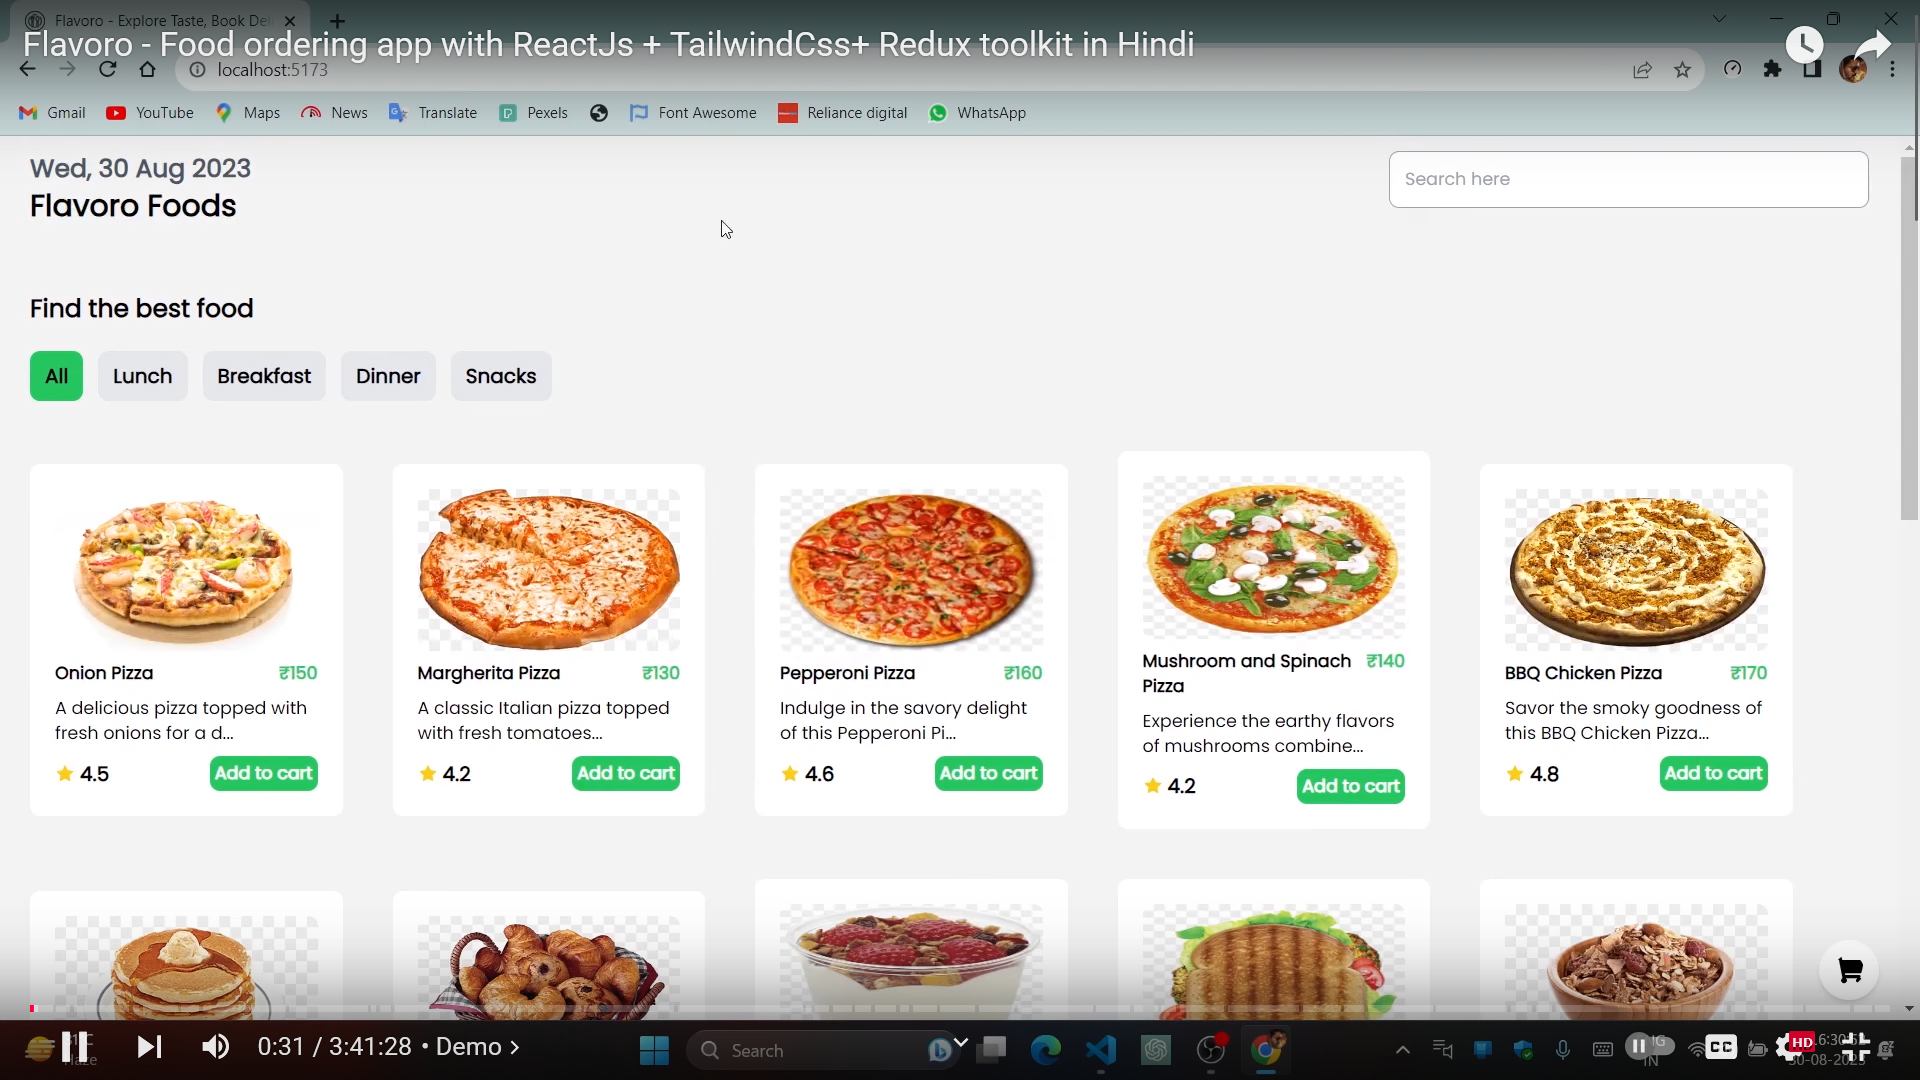 Flavoro - Explore Taste, Book Del
Flavoro - Food ordering app with ReactJs + TailwindCss+ Redux toolkit in Hindi
localhost:5173
Gmail YouTube Maps News Translate Pexels Font Awesome Reliance digital WhatsApp
Wed, 30 Aug 2023
Flavoro Foods
Search here
Find the best food
All Lunch Breakfast Dinner Snacks
Onion Pizza ₹150
A delicious pizza topped with
fresh onions for a d...
4.5 Add to cart
Margherita Pizza ₹130
A classic Italian pizza topped
with fresh tomatoes...
4.2 Add to cart
Pepperoni Pizza ₹160
Indulge in the savory delight
of this Pepperoni Pi...
4.6 Add to cart
Mushroom and Spinach ₹140
Pizza
Experience the earthy flavors
of mushrooms combine...
4.2 Add to cart
BBQ Chicken Pizza ₹170
Savor the smoky goodness of
this BBQ Chicken Pizza...
4.8 Add to cart
0:31 / 3:41:28 • Demo
Search
IN
CC
HD